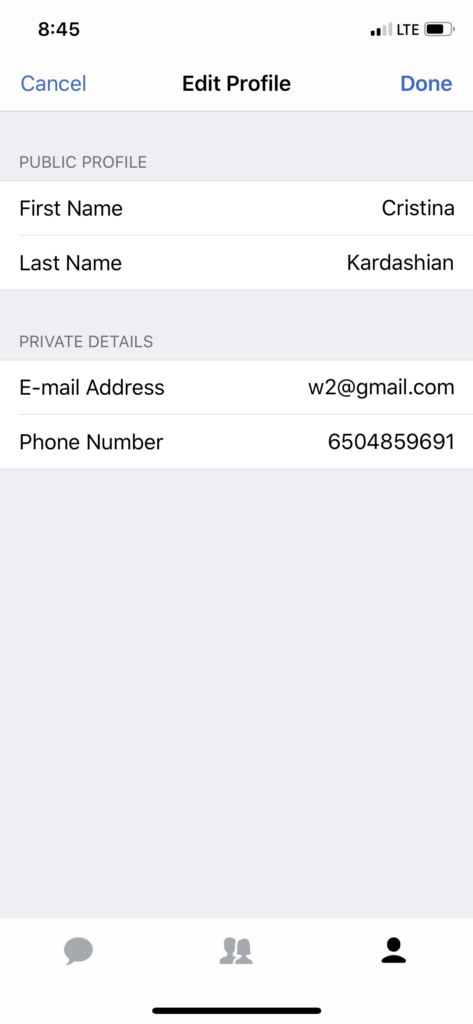 8:45 LTE
Cancel Edit Profile Done
PUBLIC PROFILE
First Name Cristina
Last Name Kardashian
PRIVATE DETAILS
E-mail Address w2@gmail.com
Phone Number 6504859691